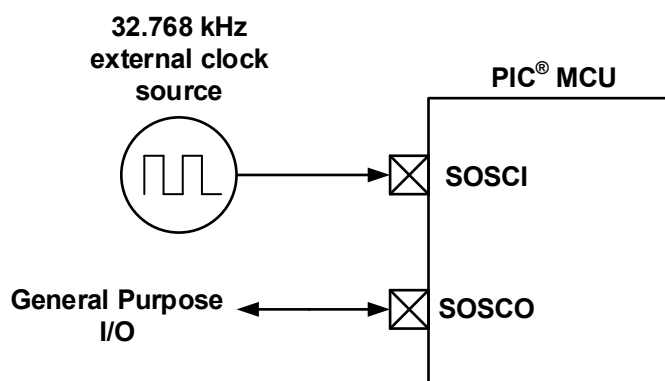 32.768 kHz
external clock
source
PIC® MCU
SOSCI
General Purpose
I/O
SOSCO